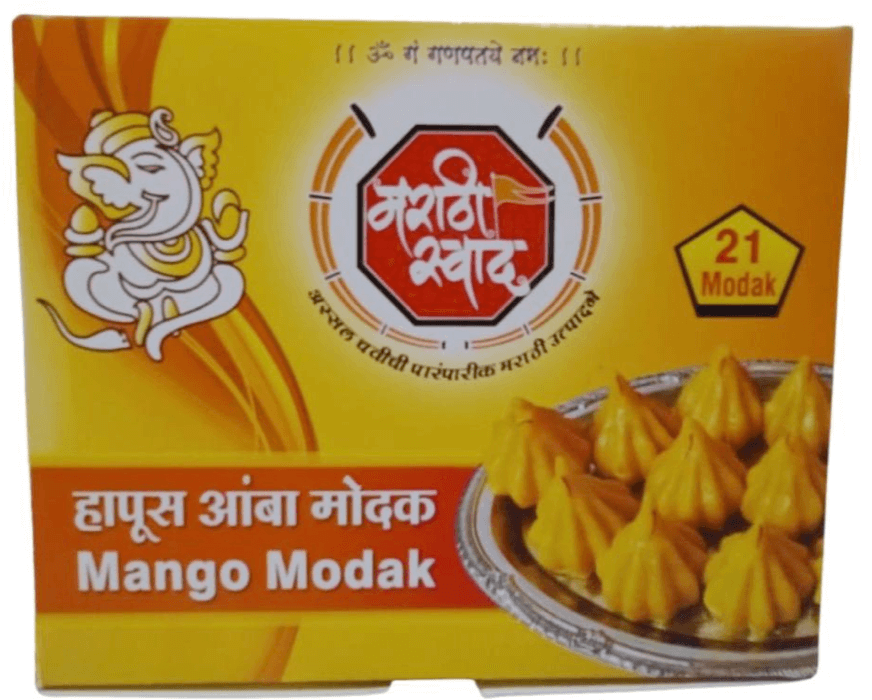 ।। ॐ गं गणपतये नमः ।।
मराठी
स्वाद
अस्सल चवीची पारंपारीक मराठी उत्पादने
21
Modak
हापूस आंबा मोदक
Mango Modak